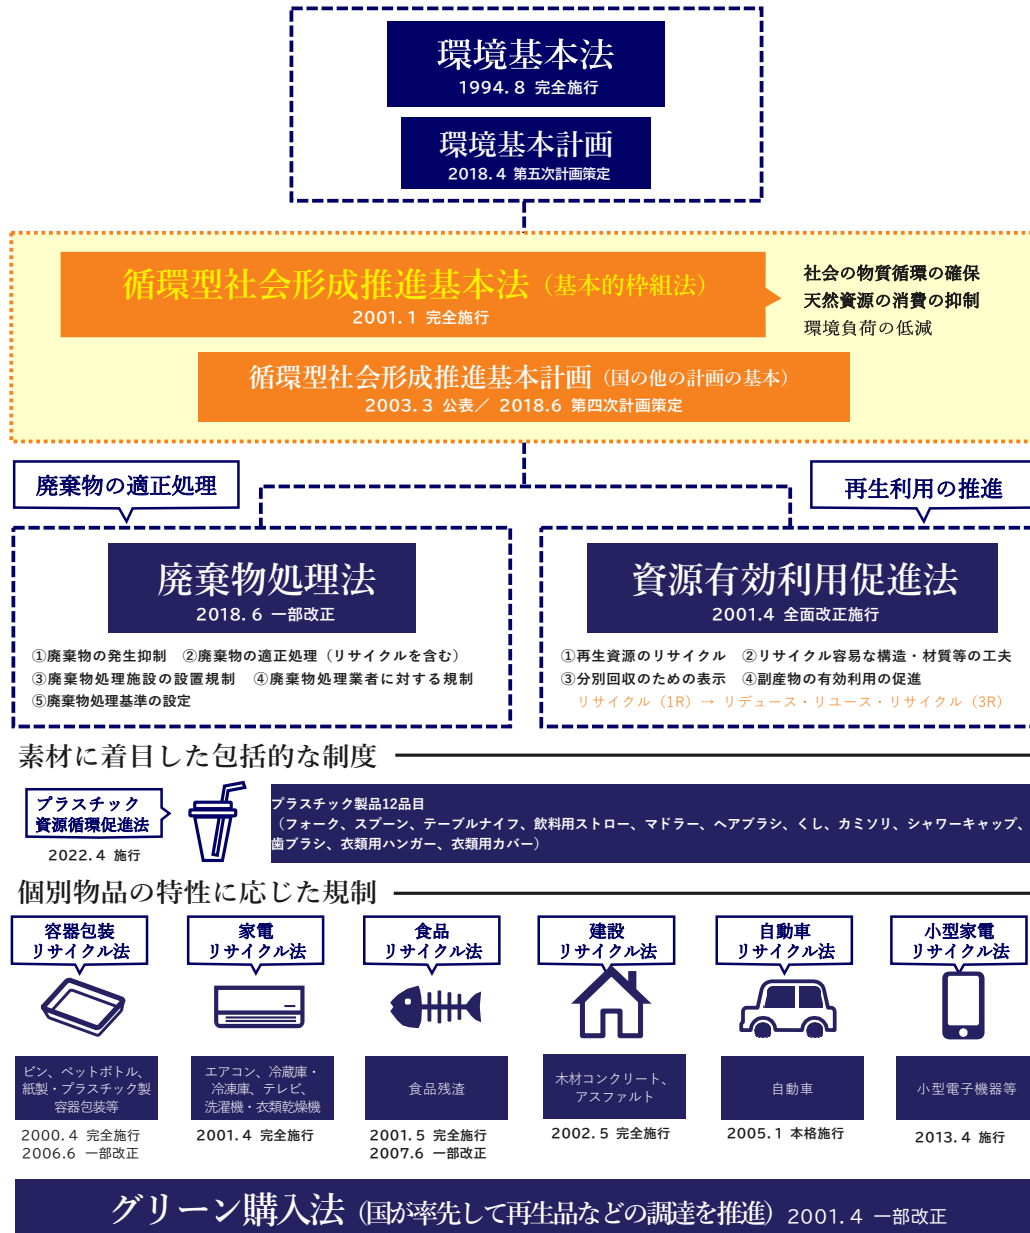 環境基本法
1994. 8 完全施行
環境基本計画
2018. 4 第五次計画策定
循環型社会形成推進基本法（基本的枠組法）
2001. 1 完全施行
社会の物質循環の確保
天然資源の消費の抑制
環境負荷の低減
循環型社会形成推進基本計画（国の他の計画の基本）
2003. 3 公表／ 2018.6 第四次計画策定
廃棄物の適正処理
再生利用の推進
廃棄物処理法
2018. 6 一部改正
①廃棄物の発生抑制 ②廃棄物の適正処理（リサイクルを含む）
③廃棄物処理施設の設置規制 ④廃棄物処理業者に対する規制
⑤廃棄物処理基準の設定
資源有効利用促進法
2001.4 全面改正施行
①再生資源のリサイクル ②リサイクル容易な構造・材質等の工夫
③分別回収のための表示 ④副産物の有効利用の促進
リサイクル（1R）→ リデュース・リユース・リサイクル（3R）
素材に着目した包括的な制度
プラスチック
資源循環促進法
2022. 4 施行
プラスチック製品12品目
（フォーク、スプーン、テーブルナイフ、飲料用ストロー、マドラー、ヘアブラシ、くし、カミソリ、シャワーキャップ、
歯ブラシ、衣類用ハンガー、衣類用カバー）
個別物品の特性に応じた規制
容器包装
リサイクル法
ビン、ペットボトル、
紙製・プラスチック製
容器包装等
2000. 4 完全施行
2006.6 一部改正
家電
リサイクル法
エアコン、冷蔵庫・
冷凍庫、テレビ、
洗濯機・衣類乾燥機
2001. 4 完全施行
食品
リサイクル法
食品残渣
2001. 5 完全施行
2007.6 一部改正
建設
リサイクル法
木材コンクリート、
アスファルト
2002. 5 完全施行
自動車
リサイクル法
自動車
2005. 1 本格施行
小型家電
リサイクル法
小型電子機器等
2013. 4 施行
グリーン購入法（国が率先して再生品などの調達を推進）2001. 4 一部改正